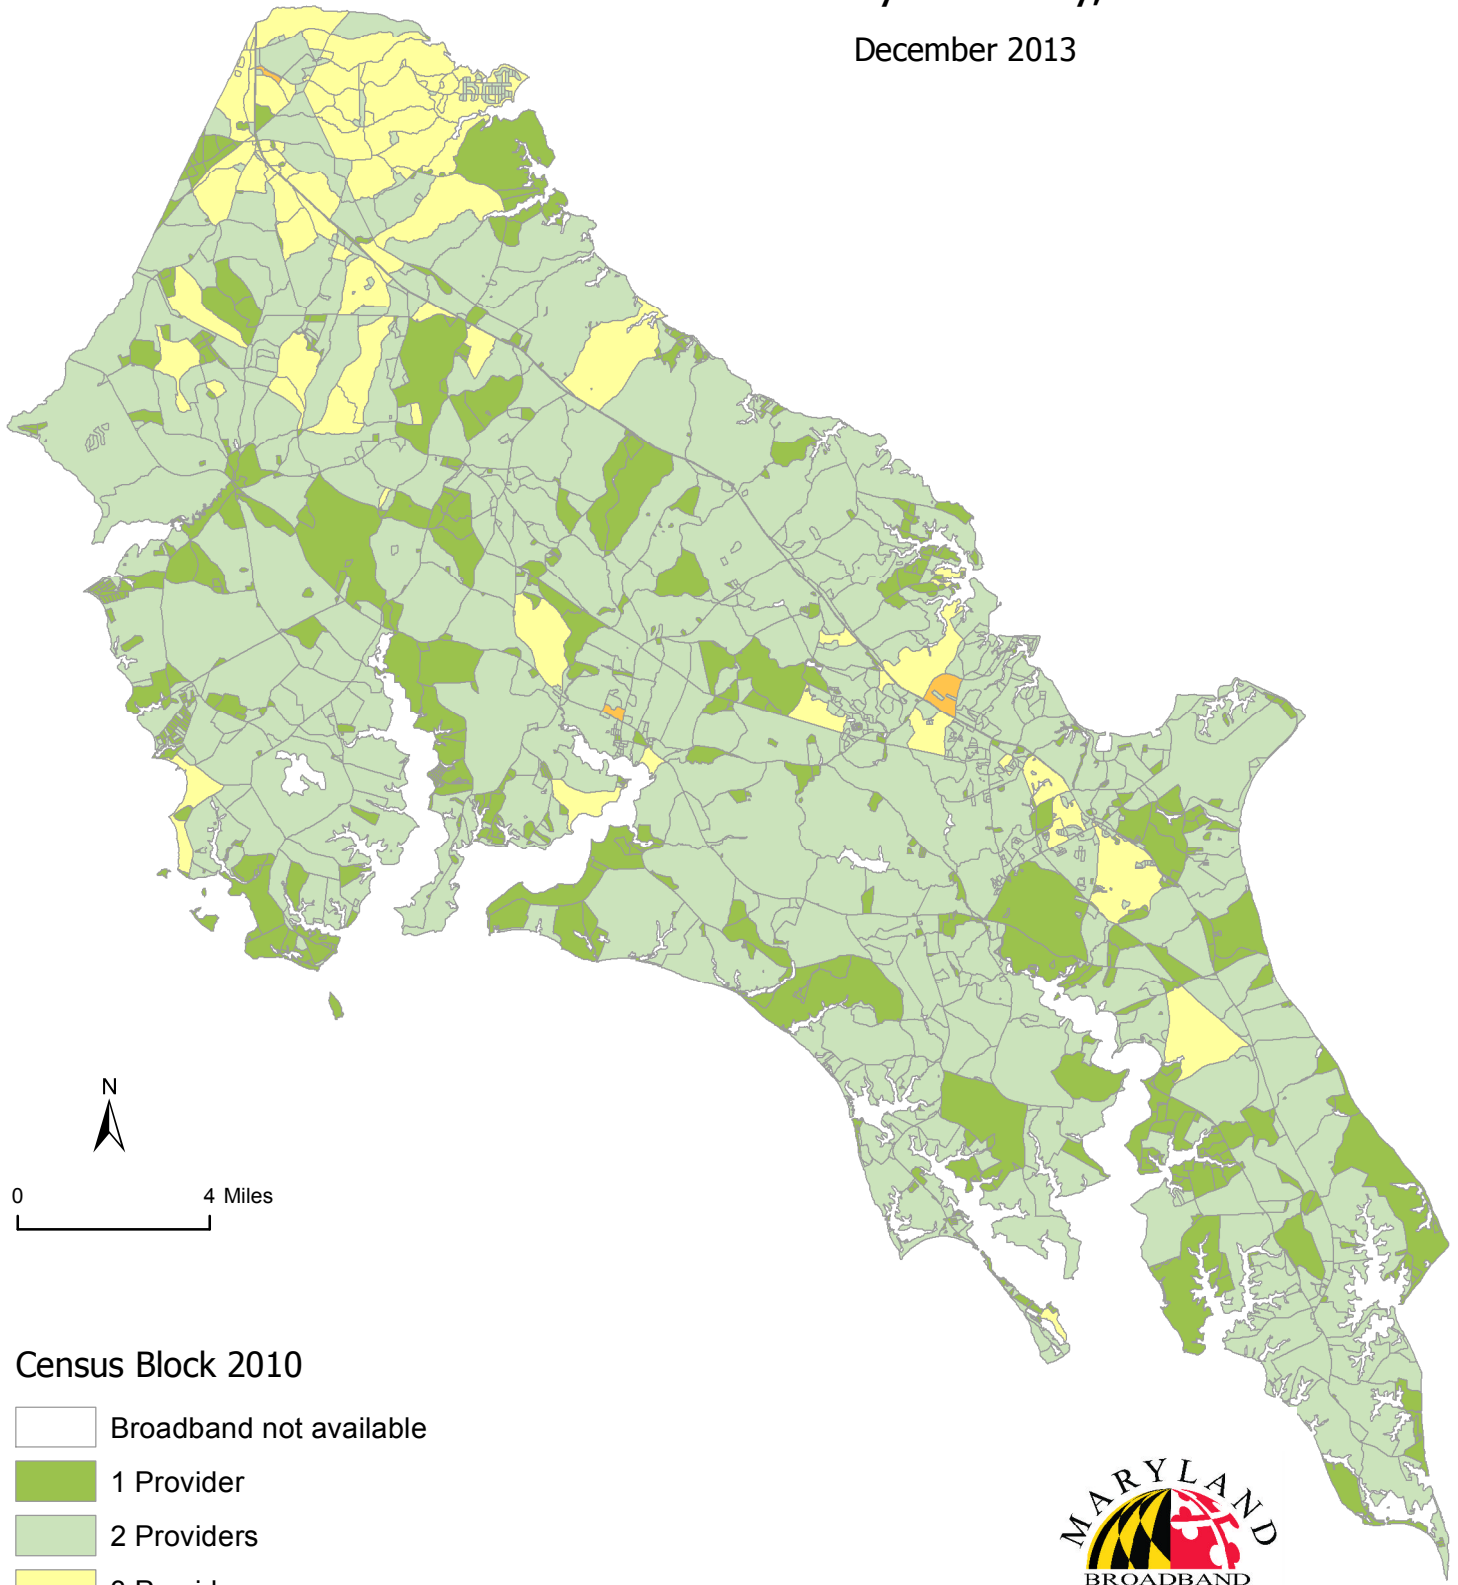 December 2013
N
0 4 Miles
Census Block 2010
Broadband not available
1 Provider
2 Providers
MARYLAND
BROADBAND